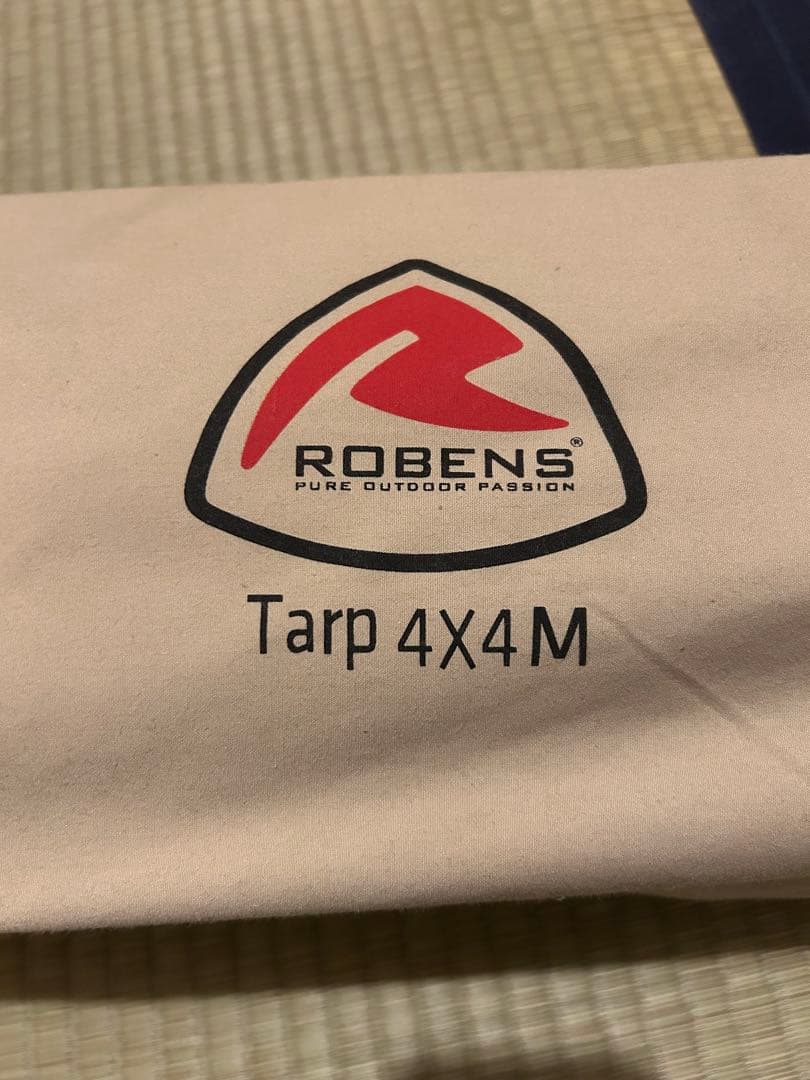 ROBENS®
PURE OUTDOOR PASSION
Tarp 4X4M